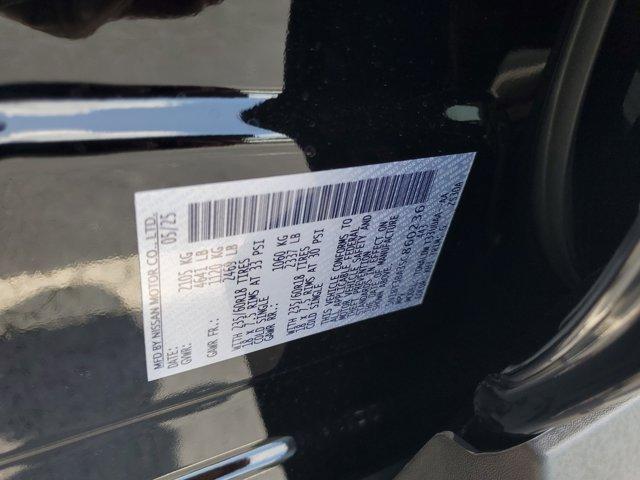 MFD BY NISSAN MOTOR CO., LTD.
DATE: 05/25
GVWR: 2105 KG
4641 LB
GAWR FR.: 1120 KG
2469 LB
WITH 235/60R18 TIRES
18 x 7.5 RIMS AT 33 PSI
COLD SINGLE
GAWR RR.: 1060 KG
2337 LB
WITH 235/60R18 TIRES
18 x 7.5 RIMS AT 30 PSI
COLD SINGLE
THIS VEHICLE CONFORMS TO
ALL APPLICABLE FEDERAL
MOTOR VEHICLE SAFETY AND
THEFT PREVENTION
STANDARDS IN EFFECT ON
THE DATE OF MANUFACTURE
SHOWN ABOVE.